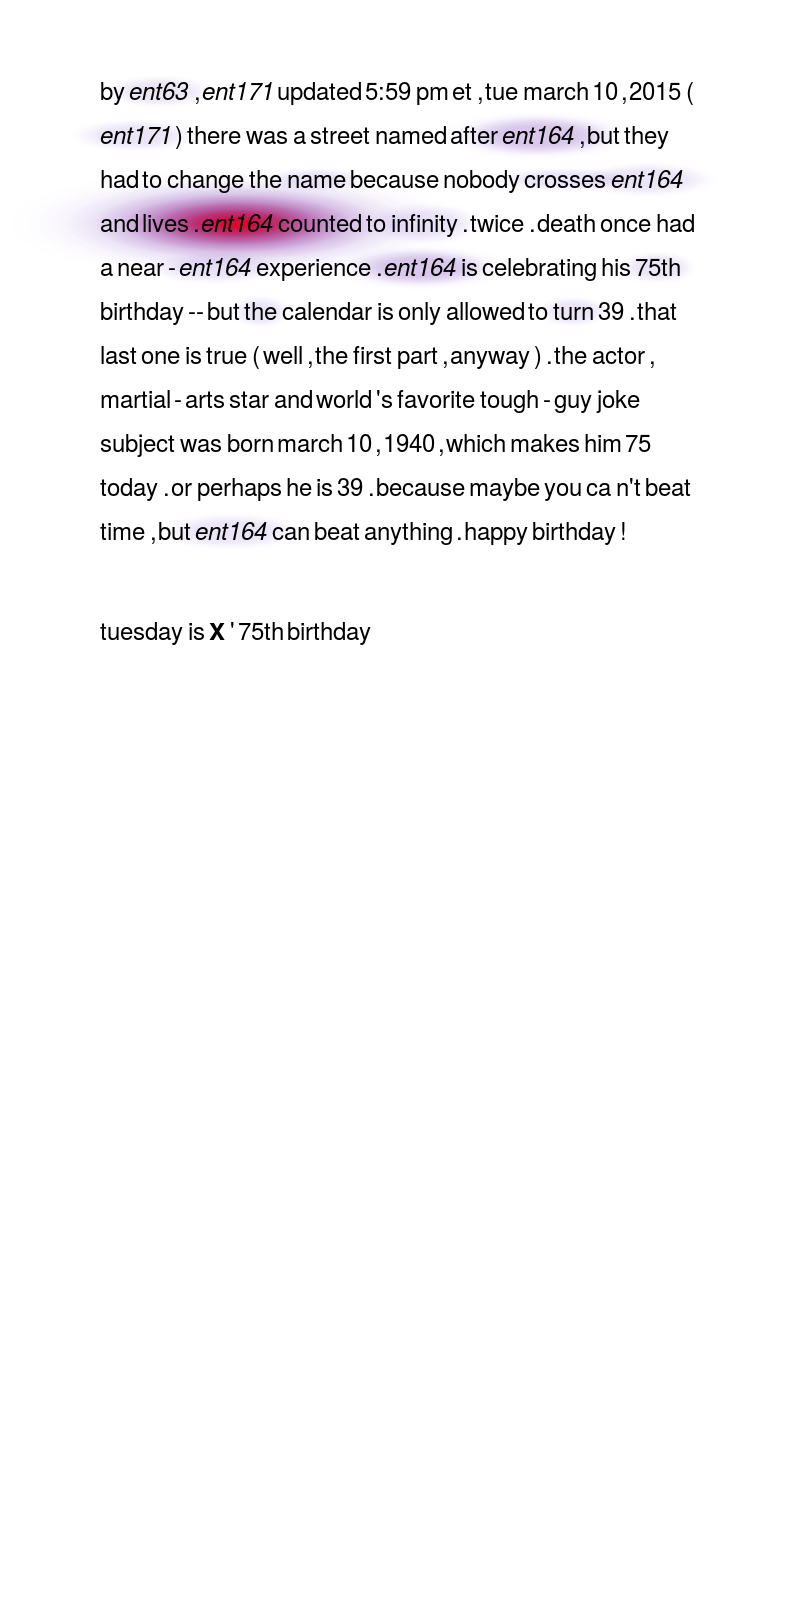 by ent63 , ent171 updated 5:59 pm et , tue march 10 , 2015 (
ent171 ) there was a street named after ent164 , but they
had to change the name because nobody crosses ent164
and lives . ent164 counted to infinity . twice . death once had
a near - ent164 experience . ent164 is celebrating his 75th
birthday -- but the calendar is only allowed to turn 39 . that
last one is true ( well , the first part , anyway ) . the actor ,
martial - arts star and world 's favorite tough - guy joke
subject was born march 10 , 1940 , which makes him 75
today . or perhaps he is 39 . because maybe you ca n't beat
time , but ent164 can beat anything . happy birthday !
tuesday is X ' 75th birthday